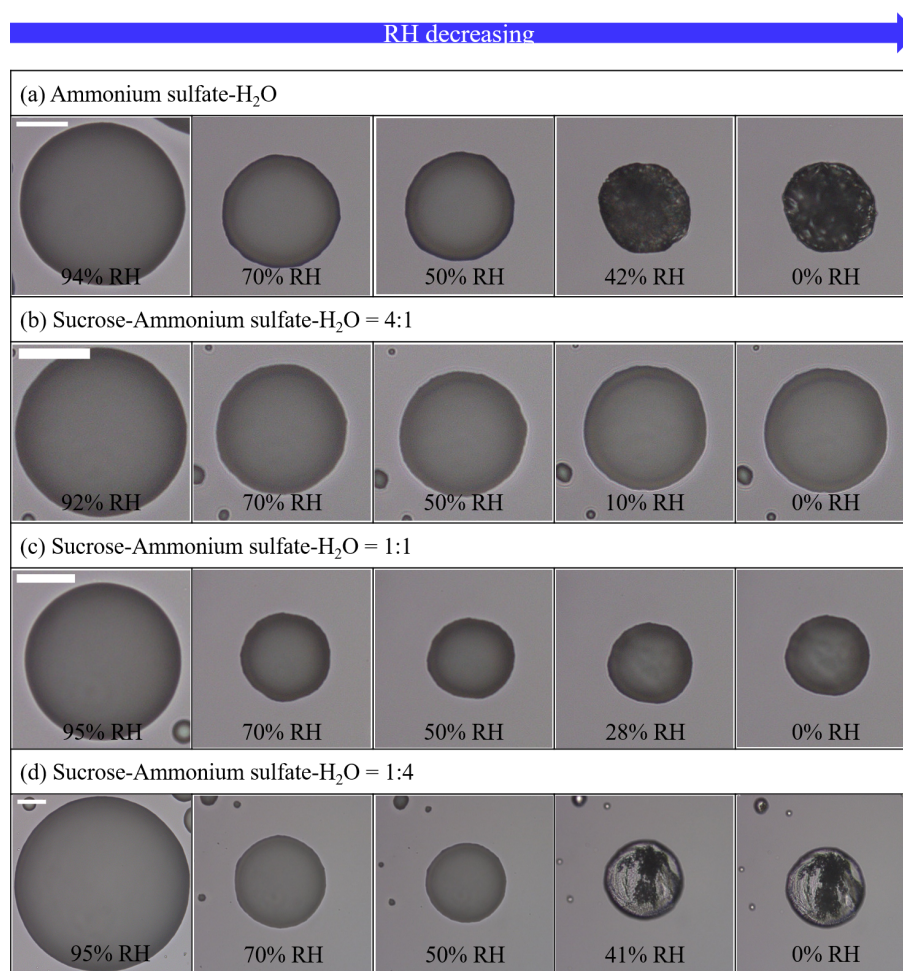 RH decreasing
(a) Ammonium sulfate-H₂O
94% RH 70% RH 50% RH 42% RH 0% RH
(b) Sucrose-Ammonium sulfate-H₂O = 4:1
92% RH 70% RH 50% RH 10% RH 0% RH
(c) Sucrose-Ammonium sulfate-H₂O = 1:1
95% RH 70% RH 50% RH 28% RH 0% RH
(d) Sucrose-Ammonium sulfate-H₂O = 1:4
95% RH 70% RH 50% RH 41% RH 0% RH